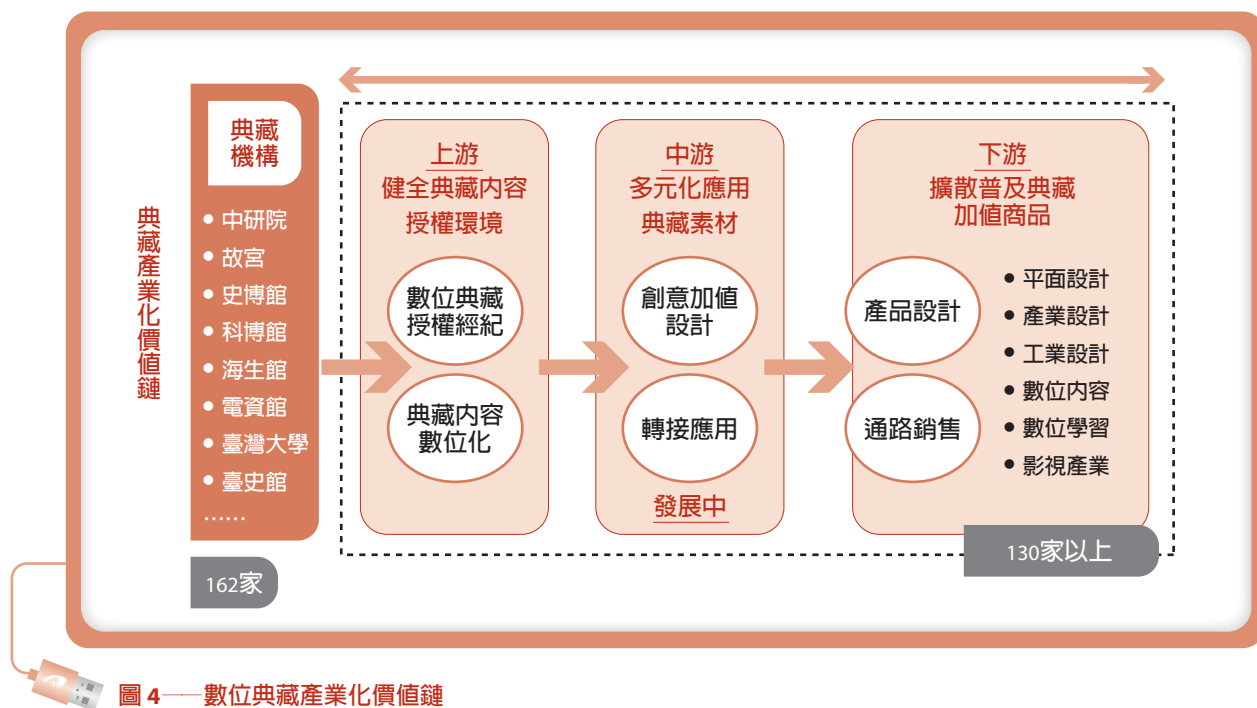 典藏產業化價值鏈
典藏
機構
• 中研院
• 故宮
• 史博館
• 科博館
• 海生館
• 電資館
• 臺灣大學
• 臺史館
……
162家
上游
健全典藏內容
授權環境
數位典藏
授權經紀
典藏內容
數位化
中游
多元化應用
典藏素材
創意加值
設計
轉接應用
發展中
下游
擴散普及典藏
加值商品
產品設計
通路銷售
• 平面設計
• 產業設計
• 工業設計
• 數位內容
• 數位學習
• 影視產業
130家以上
圖 4──數位典藏產業化價值鏈